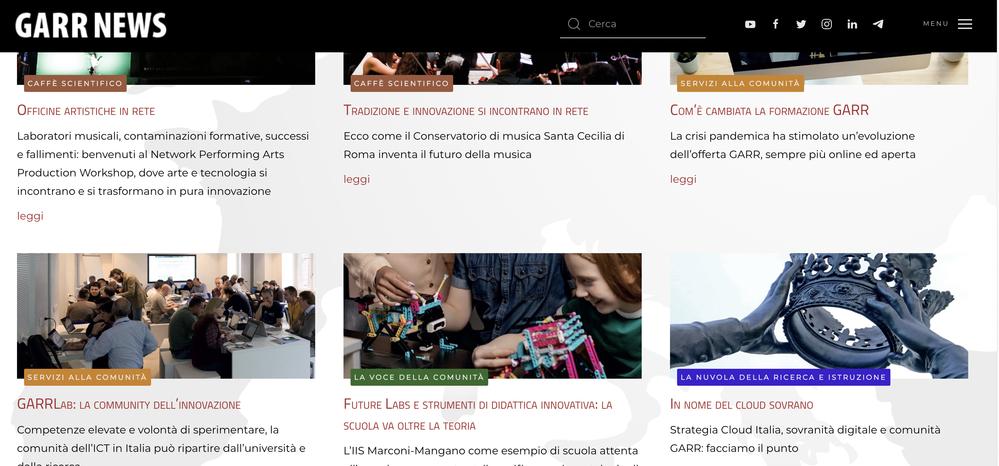 GARR NEWS
Cerca
MENU
CAFFÈ SCIENTIFICO
Officine artistiche in rete
Laboratori musicali, contaminazioni formative, successi
e fallimenti: benvenuti al Network Performing Arts
Production Workshop, dove arte e tecnologia si
incontrano e si trasformano in pura innovazione
leggi
CAFFÈ SCIENTIFICO
Tradizione e innovazione si incontrano in rete
Ecco come il Conservatorio di musica Santa Cecilia di
Roma inventa il futuro della musica
leggi
SERVIZI ALLA COMUNITÀ
Com'è cambiata la formazione GARR
La crisi pandemica ha stimolato un'evoluzione
dell'offerta GARR, sempre più online ed aperta
leggi
SERVIZI ALLA COMUNITÀ
GARRLab: la community dell'innovazione
Competenze elevate e volontà di sperimentare, la
comunità dell'ICT in Italia può ripartire dall'università e
dalla ricerca
LA VOCE DELLA COMUNITÀ
Future Labs e strumenti di didattica innovativa: la
scuola va oltre la teoria
L'IIS Marconi-Mangano come esempio di scuola attenta
LA NUVOLA DELLA RICERCA E ISTRUZIONE
In nome del cloud sovrano
Strategia Cloud Italia, sovranità digitale e comunità
GARR: facciamo il punto